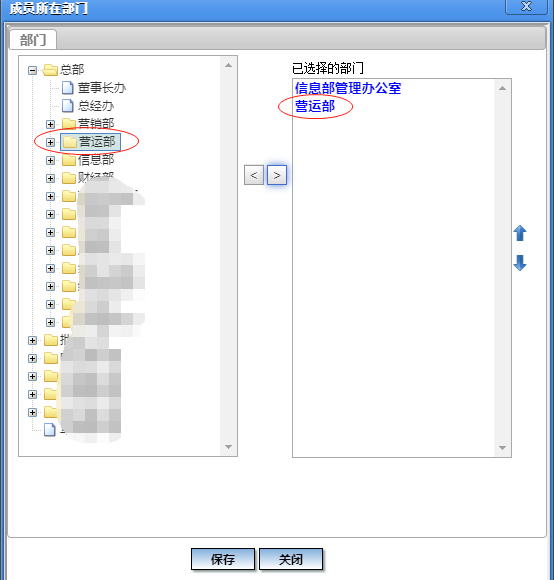 成员所在部门
部门
总部
董事长办
总经办
营销部
营运部
信息部
财经部
已选择的部门
信息部管理办公室
营运部
<
>
保存
关闭